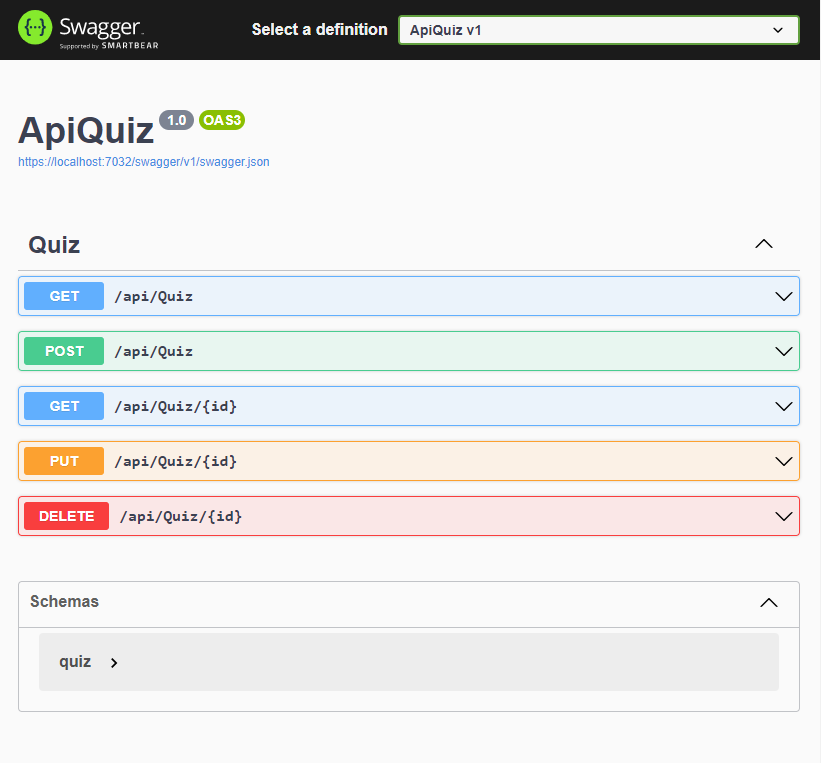 Swagger
Supported by SMARTBEAR
Select a definition
ApiQuiz v1
ApiQuiz 1.0 OAS3
https://localhost:7032/swagger/v1/swagger.json
Quiz
GET /api/Quiz
POST /api/Quiz
GET /api/Quiz/{id}
PUT /api/Quiz/{id}
DELETE /api/Quiz/{id}
Schemas
quiz